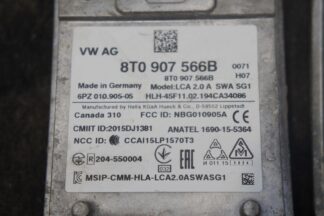 VW AG
8T0 907 566B 0071
8T0 907 566B H07
Made in Germany Model:LCA 2.0 A SWA SG1
6PZ 010.905-05 HLH-45F11.02.194CA34086
Manufactured by Hella KGaA Hueck & Co. D-59552 Lippstadt
Canada 310 FCC ID: NBG010905A
CMIIT ID:2015DJ1381 ANATEL 1690-15-5364
NCC ID: CCAI15LP1570T3
R 204-550004
MSIP-CMM-HLA-LCA2.0ASWASG1